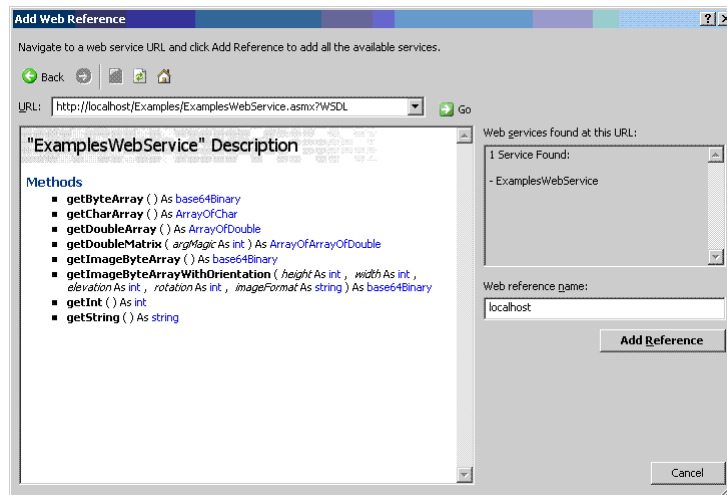 Add Web Reference
Navigate to a web service URL and click Add Reference to add all the available services.
Back
URL: http://localhost/Examples/ExamplesWebService.asmx?WSDL Go
"ExamplesWebService" Description
Methods
getByteArray ( ) As base64Binary
getCharArray ( ) As ArrayOfChar
getDoubleArray ( ) As ArrayOfDouble
getDoubleMatrix ( argMagic As int ) As ArrayOfArrayOfDouble
getImageByteArray ( ) As base64Binary
getImageByteArrayWithOrientation ( height As int , width As int ,
elevation As int , rotation As int , imageFormat As string ) As base64Binary
getInt ( ) As int
getString ( ) As string
Web services found at this URL:
1 Service Found:
- ExamplesWebService
Web reference name:
localhost
Add Reference
Cancel